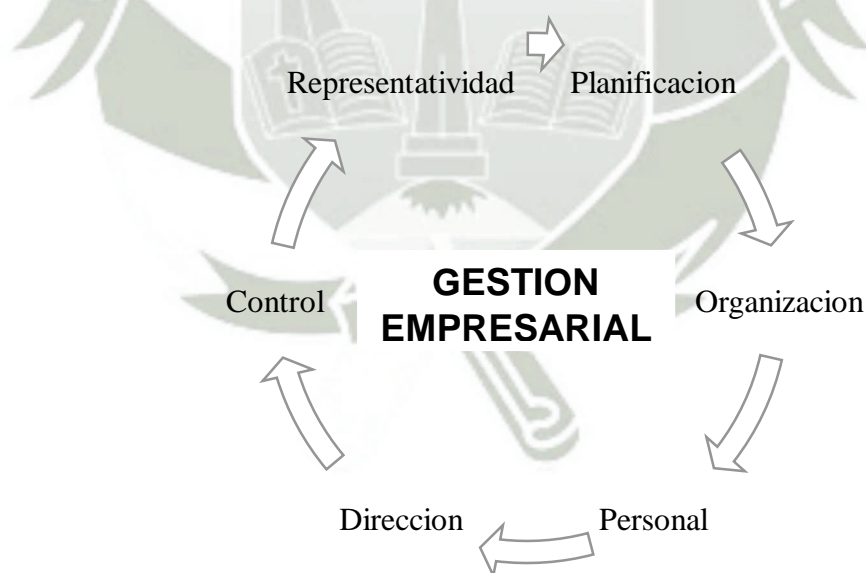 Representatividad Planificacion
Control GESTION EMPRESARIAL Organizacion
Direccion Personal